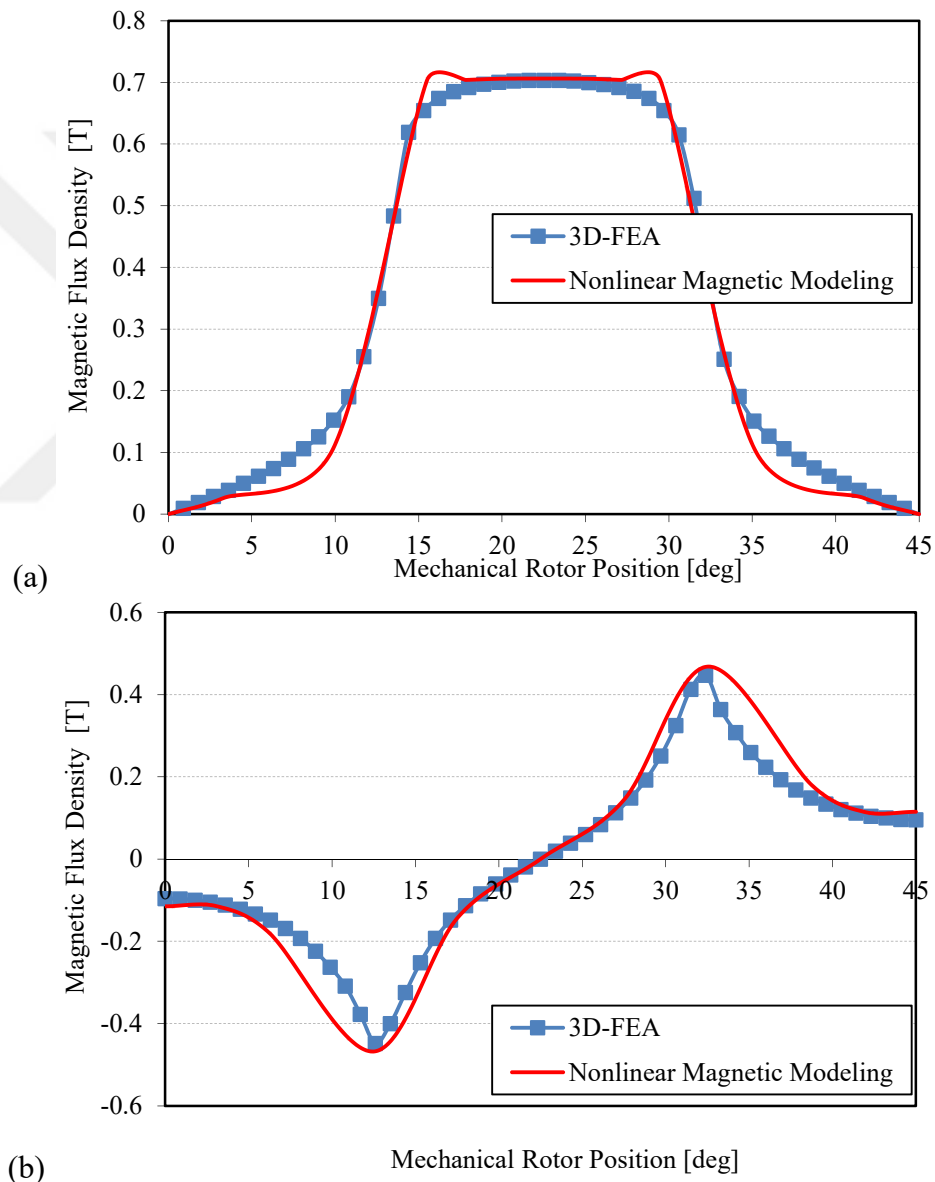 0.8
0.7
0.6
0.5
0.4
0.3
0.2
0.1
0
Magnetic Flux Density [T]
3D-FEA
Nonlinear Magnetic Modeling
0 5 10 15 20 25 30 35 40 45
Mechanical Rotor Position [deg]
(a)
0.6
0.4
0.2
0
-0.2
-0.4
-0.6
Magnetic Flux Density [T]
0 5 10 15 20 25 30 35 40 45
3D-FEA
Nonlinear Magnetic Modeling
Mechanical Rotor Position [deg]
(b)